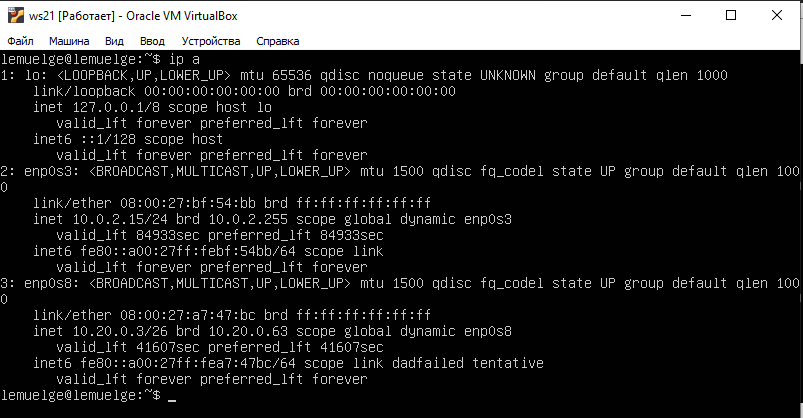 ws21 [Работает] - Oracle VM VirtualBox
Файл Машина Вид Ввод Устройства Справка
lemuelge@lemuelge:~$ ip a
1: lo: <LOOPBACK,UP,LOWER_UP> mtu 65536 qdisc noqueue state UNKNOWN group default qlen 1000
    link/loopback 00:00:00:00:00:00 brd 00:00:00:00:00:00
    inet 127.0.0.1/8 scope host lo
       valid_lft forever preferred_lft forever
    inet6 ::1/128 scope host
       valid_lft forever preferred_lft forever
2: enp0s3: <BROADCAST,MULTICAST,UP,LOWER_UP> mtu 1500 qdisc fq_codel state UP group default qlen 100
0
    link/ether 08:00:27:bf:54:bb brd ff:ff:ff:ff:ff:ff
    inet 10.0.2.15/24 brd 10.0.2.255 scope global dynamic enp0s3
       valid_lft 84933sec preferred_lft 84933sec
    inet6 fe80::a00:27ff:febf:54bb/64 scope link
       valid_lft forever preferred_lft forever
3: enp0s8: <BROADCAST,MULTICAST,UP,LOWER_UP> mtu 1500 qdisc fq_codel state UP group default qlen 100
0
    link/ether 08:00:27:a7:47:bc brd ff:ff:ff:ff:ff:ff
    inet 10.20.0.3/26 brd 10.20.0.63 scope global dynamic enp0s8
       valid_lft 41607sec preferred_lft 41607sec
    inet6 fe80::a00:27ff:fea7:47bc/64 scope link dadfailed tentative
       valid_lft forever preferred_lft forever
lemuelge@lemuelge:~$ _